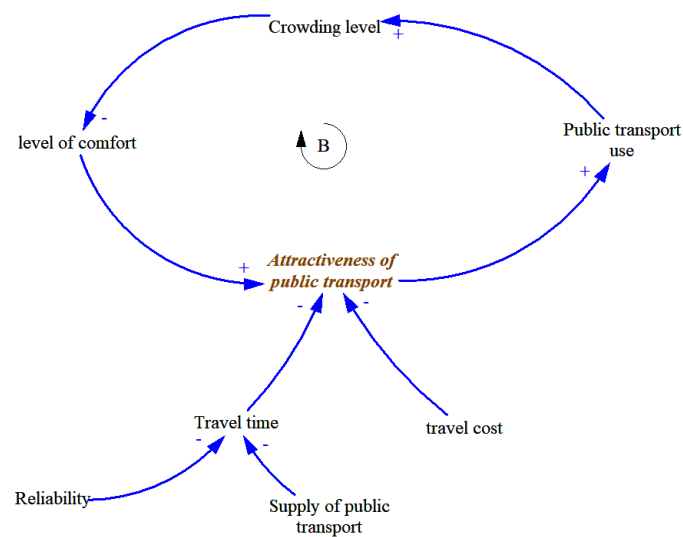 Crowding level
+
-
level of comfort
B
Public transport
use
+
+
Attractiveness of
public transport
-
-
Travel time
travel cost
-
-
Reliability
Supply of public
transport